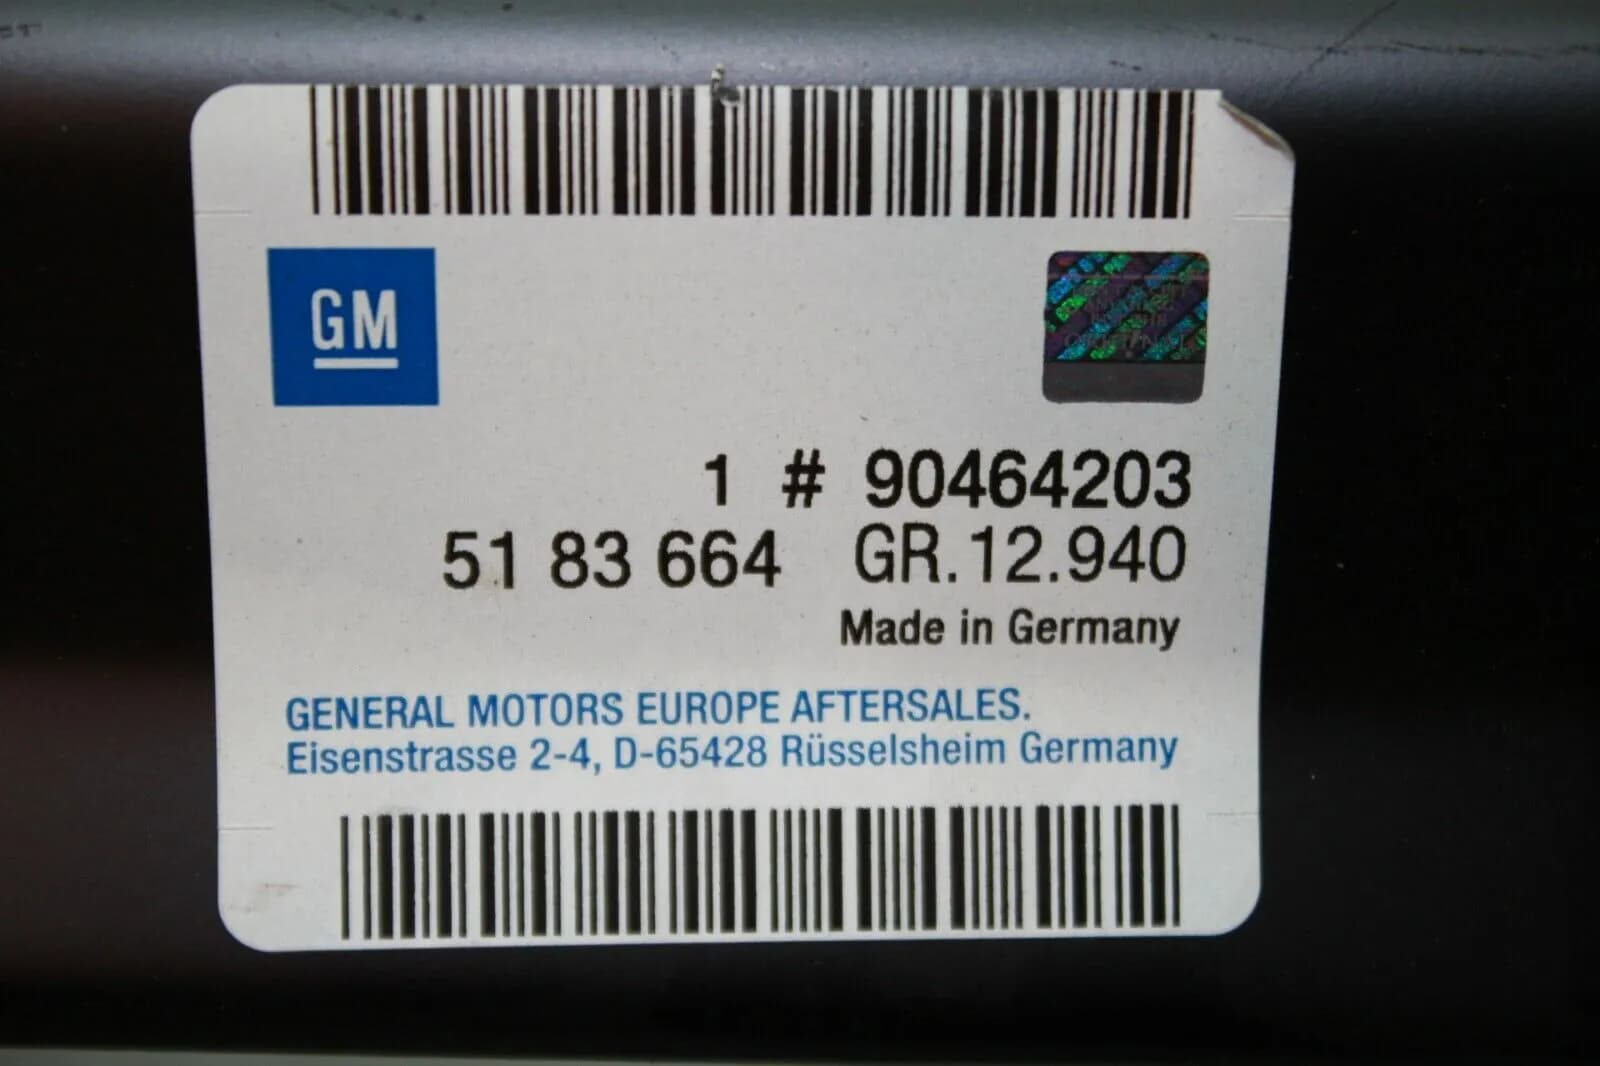 GM
1 # 90464203
51 83 664 GR.12.940
Made in Germany
GENERAL MOTORS EUROPE AFTERSALES.
Eisenstrasse 2-4, D-65428 Rüsselsheim Germany